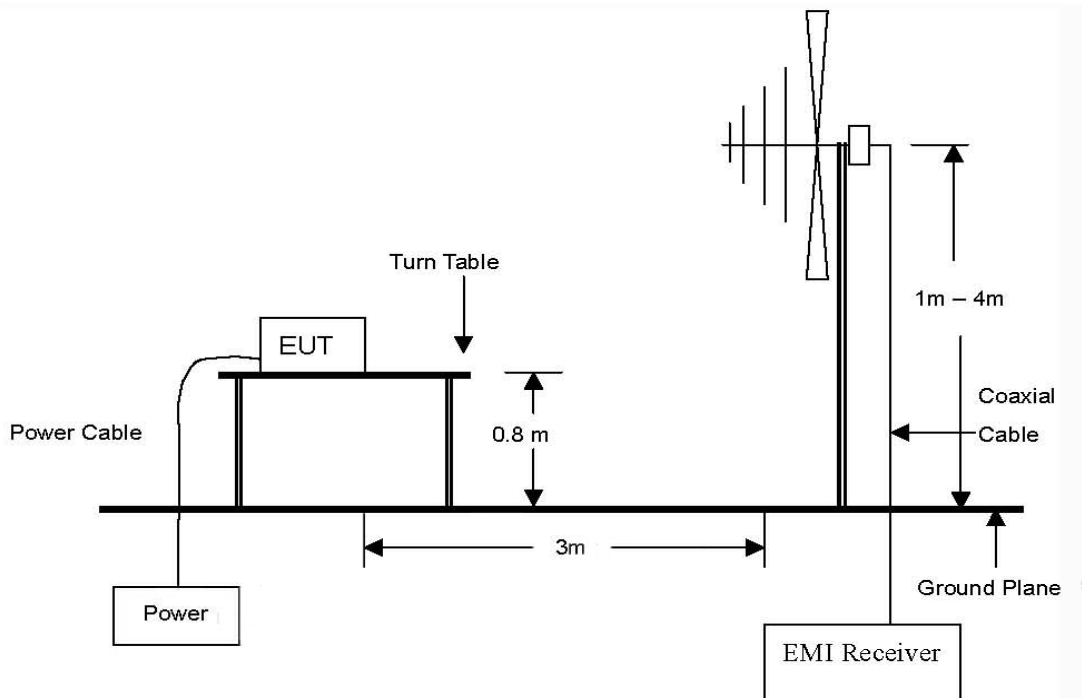 Turn Table
1m – 4m
EUT
Coaxial
Cable
Power Cable
0.8 m
3m
Ground Plane
Power
EMI Receiver